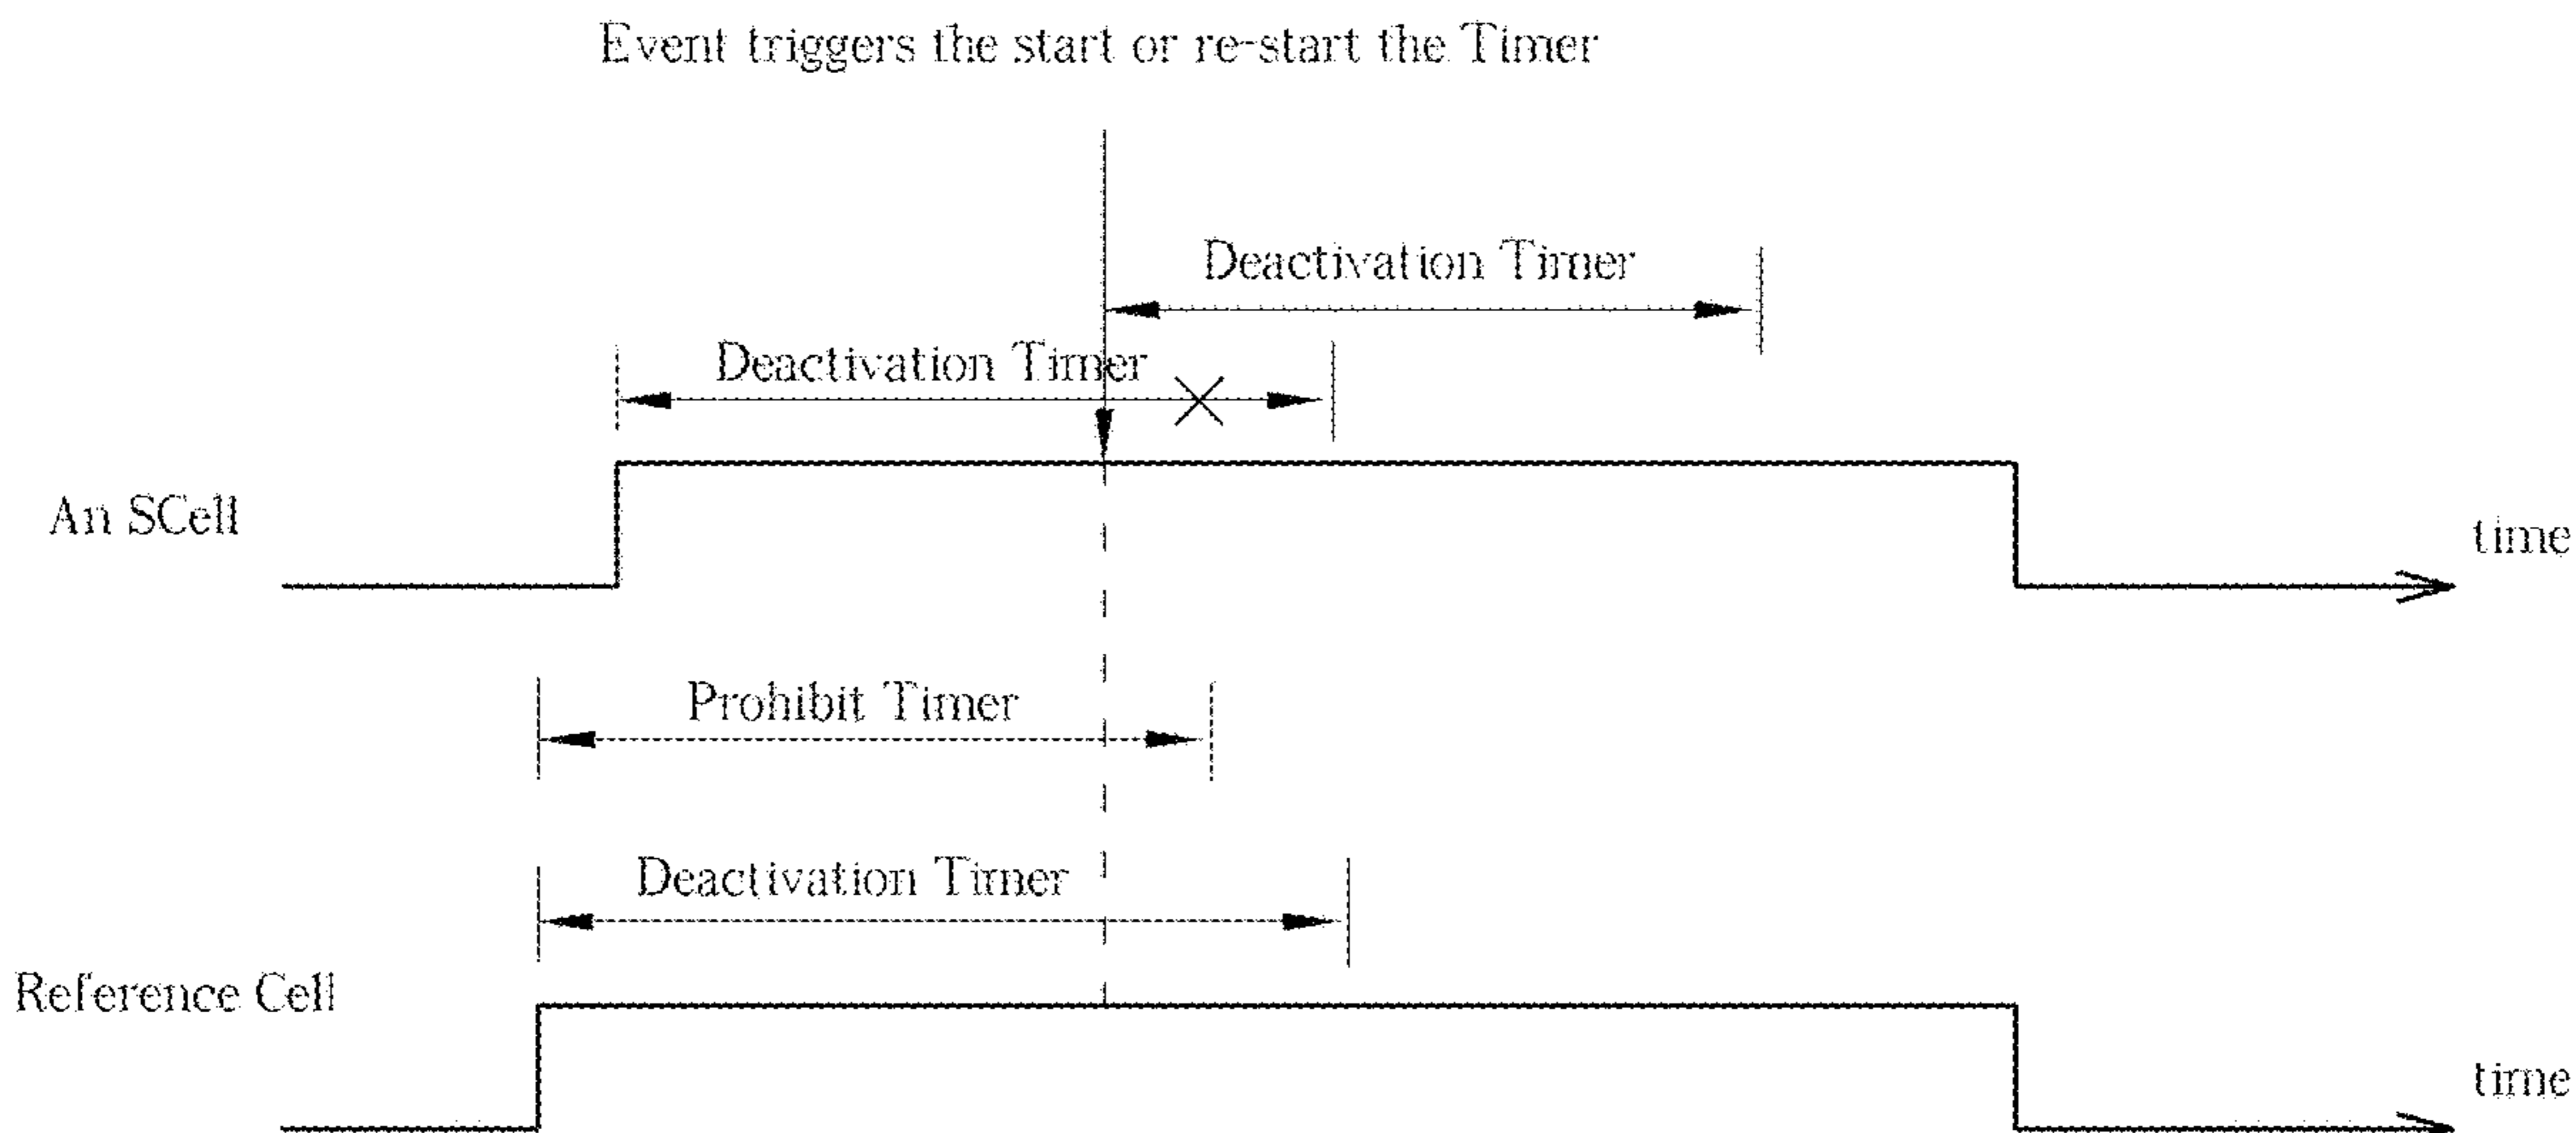 Event triggers the start or re-start the Timer
Deactivation Timer
Deactivation Timer
An SCell
time
Prohibit Timer
Deactivation Timer
Reference Cell
time